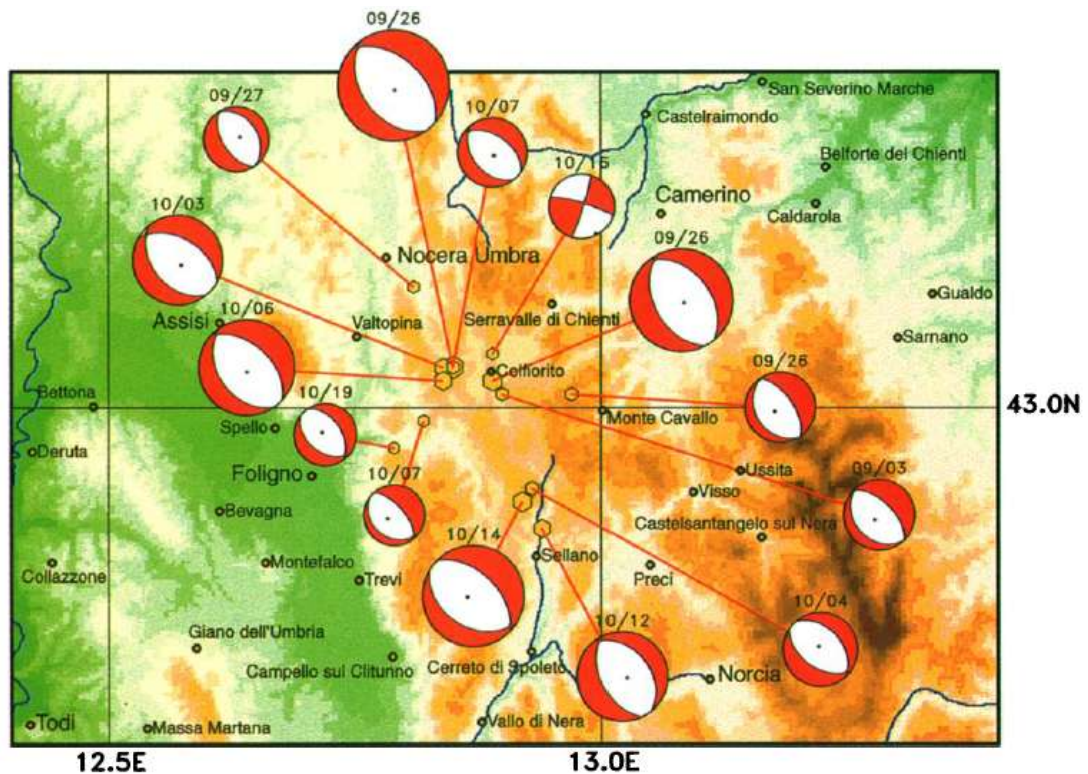 09/26
09/27
10/07
San Severino Marche
Castelraimondo
10/16
Belforte del Chienti
Camerino
10/03
Caldarola
Nocera Umbra
09/26
Gualdo
Assisi
10/06
Valtopina
Serravalle di Chienti
Sarnano
Colfiorito
09/26
10/19
Bettona
Monte Cavallo
43.0N
Spello
Deruta
Ussita
Foligno
10/07
Visso
09/03
Bevagna
Castelsantangelo sul Nera
10/14
Collazzone
Montefalco
Sellano
Trevi
Preci
10/04
Giano dell'Umbria
10/12
Campello sul Clitunno
Cerreto di Spoleto
Norcia
Todi
Massa Martana
Vallo di Nera
12.5E
13.0E